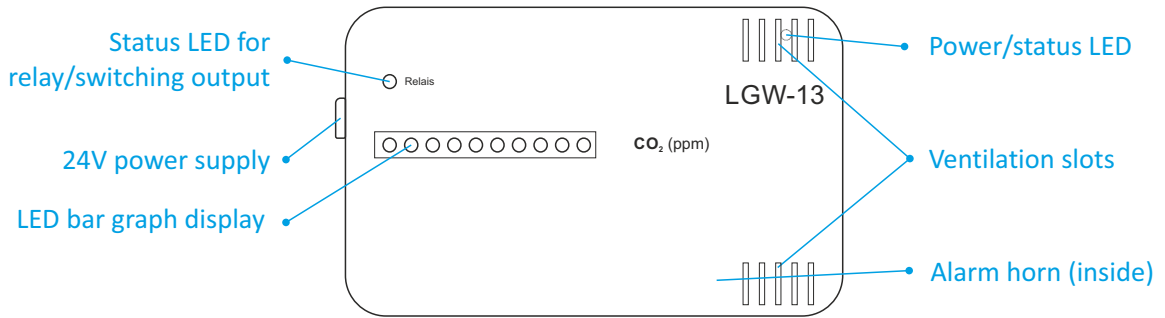 Status LED for
relay/switching output
24V power supply
LED bar graph display
Relais
CO₂ (ppm)
LGW-13
Power/status LED
Ventilation slots
Alarm horn (inside)